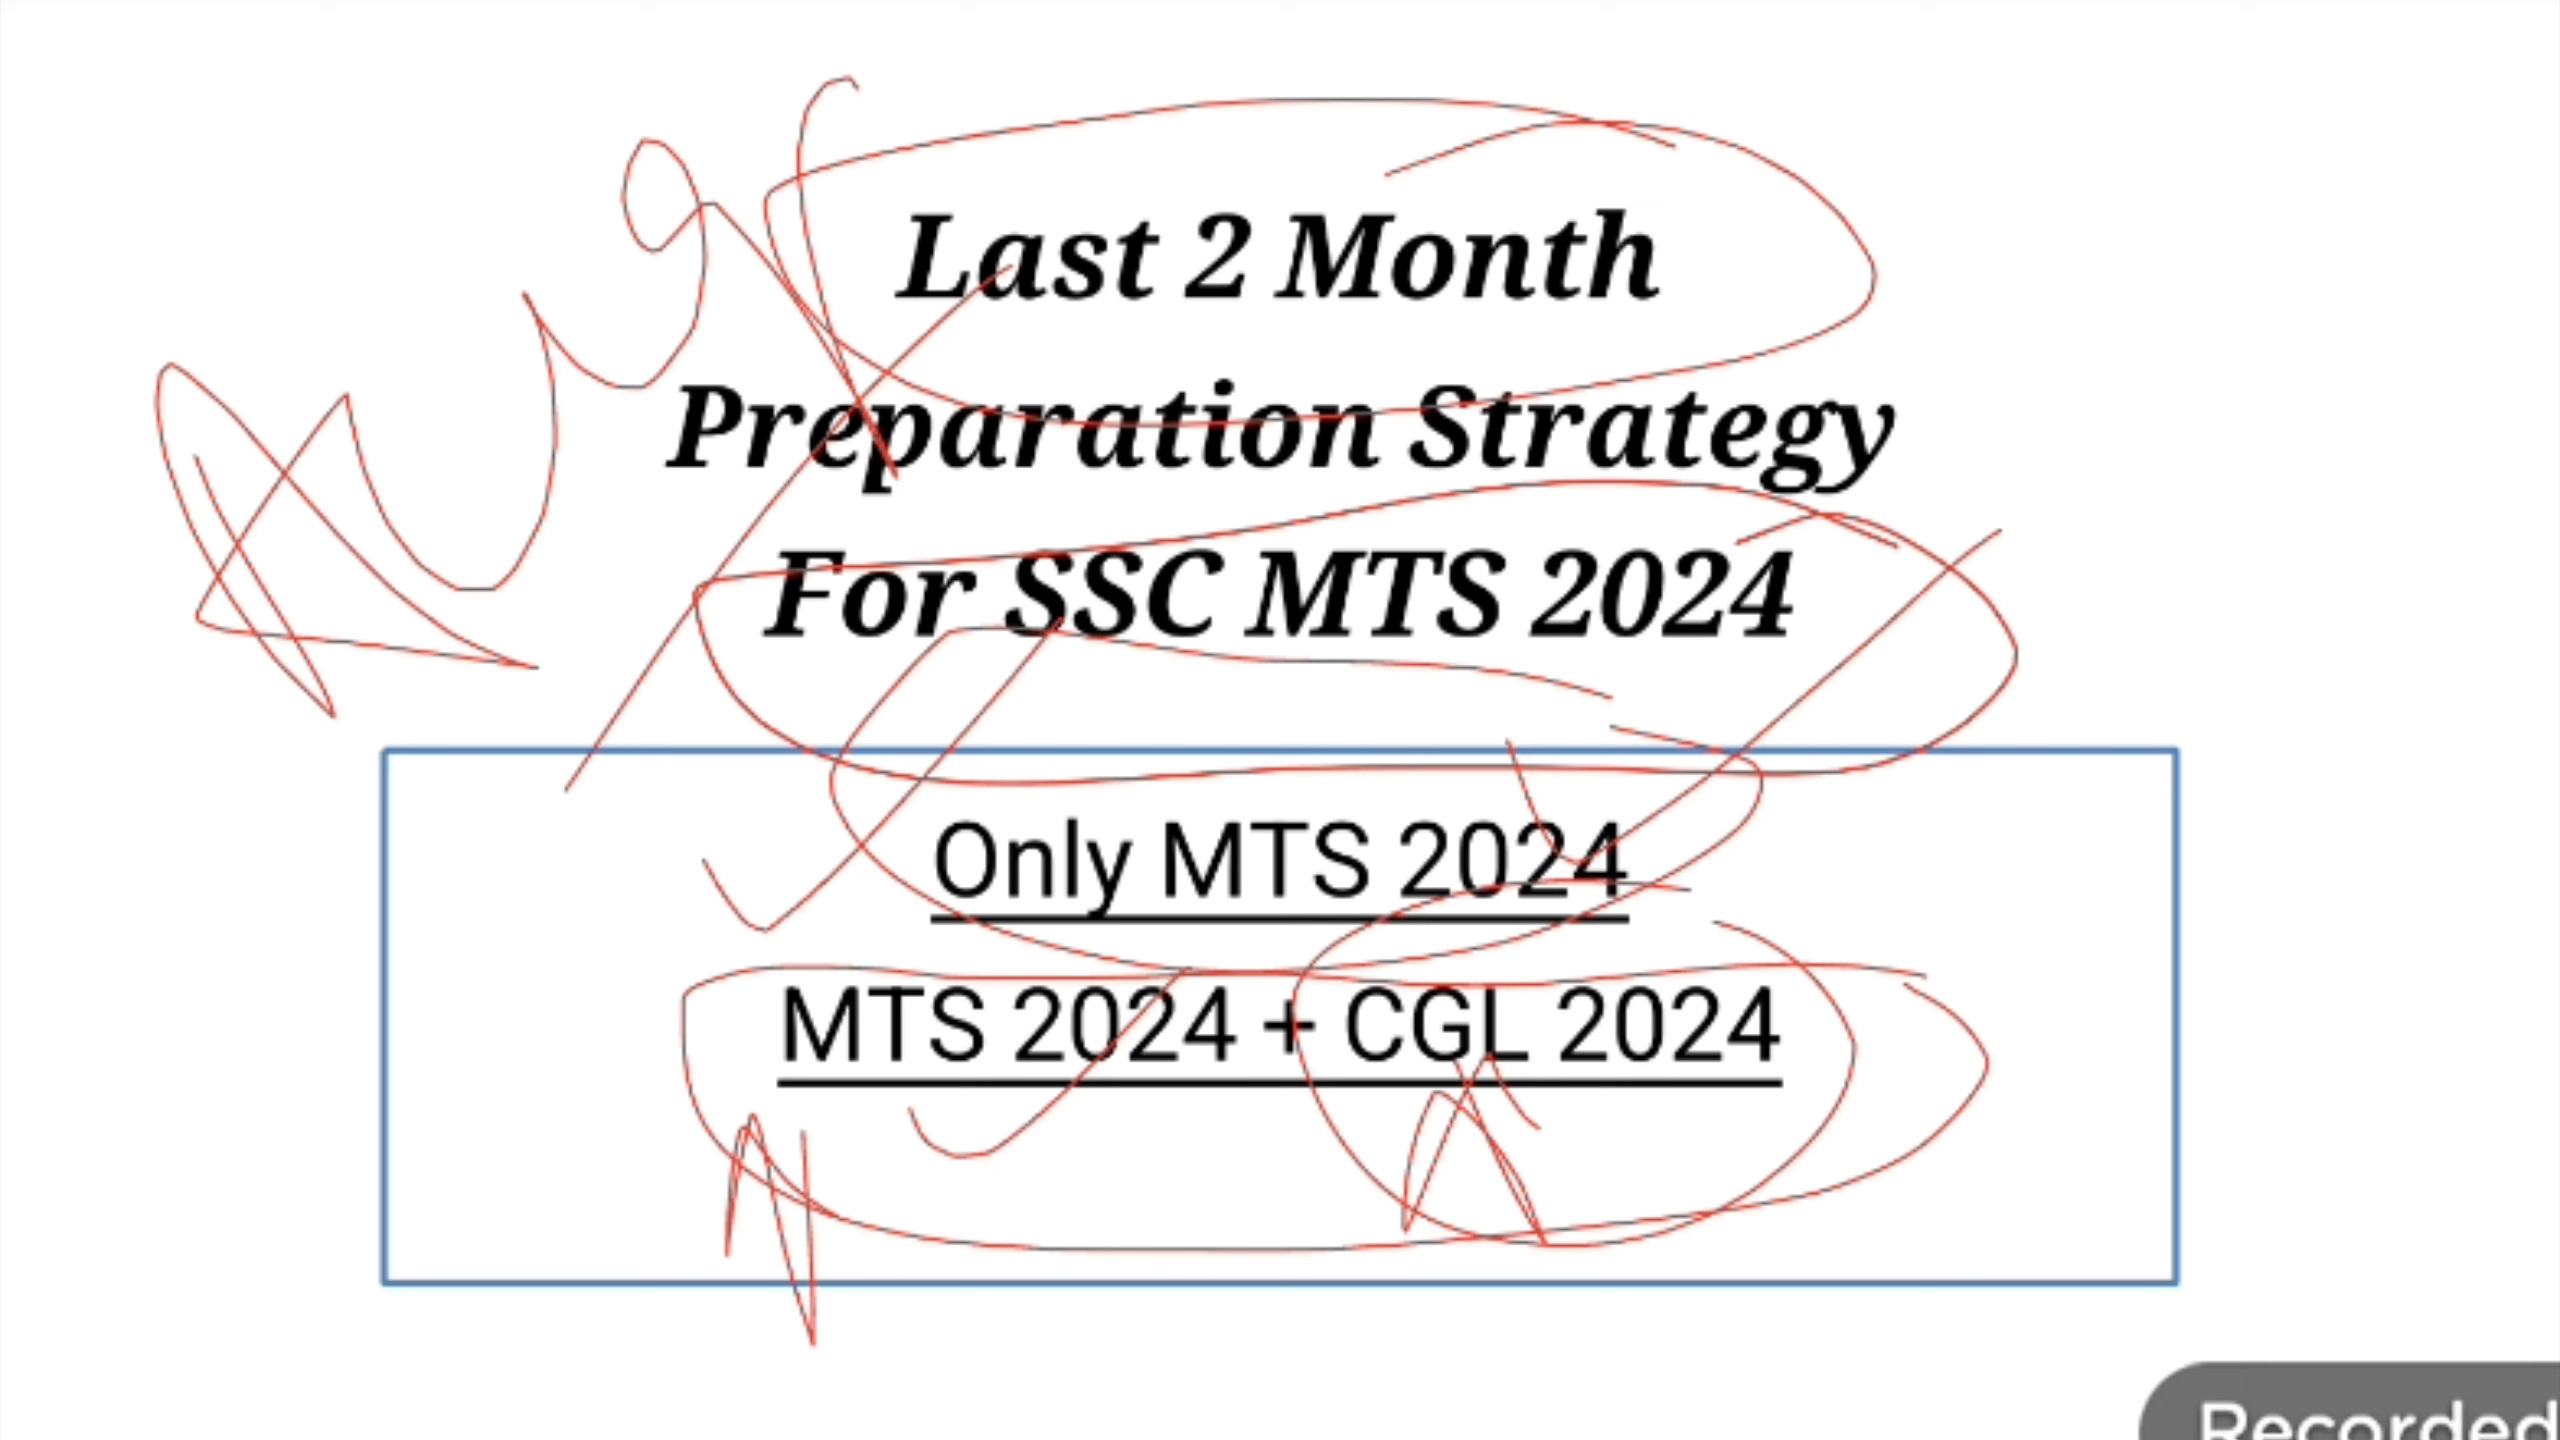 Last 2 Month
Preparation Strategy
For SSC MTS 2024
Only MTS 2024
MTS 2024 + CGL 2024
Recorded